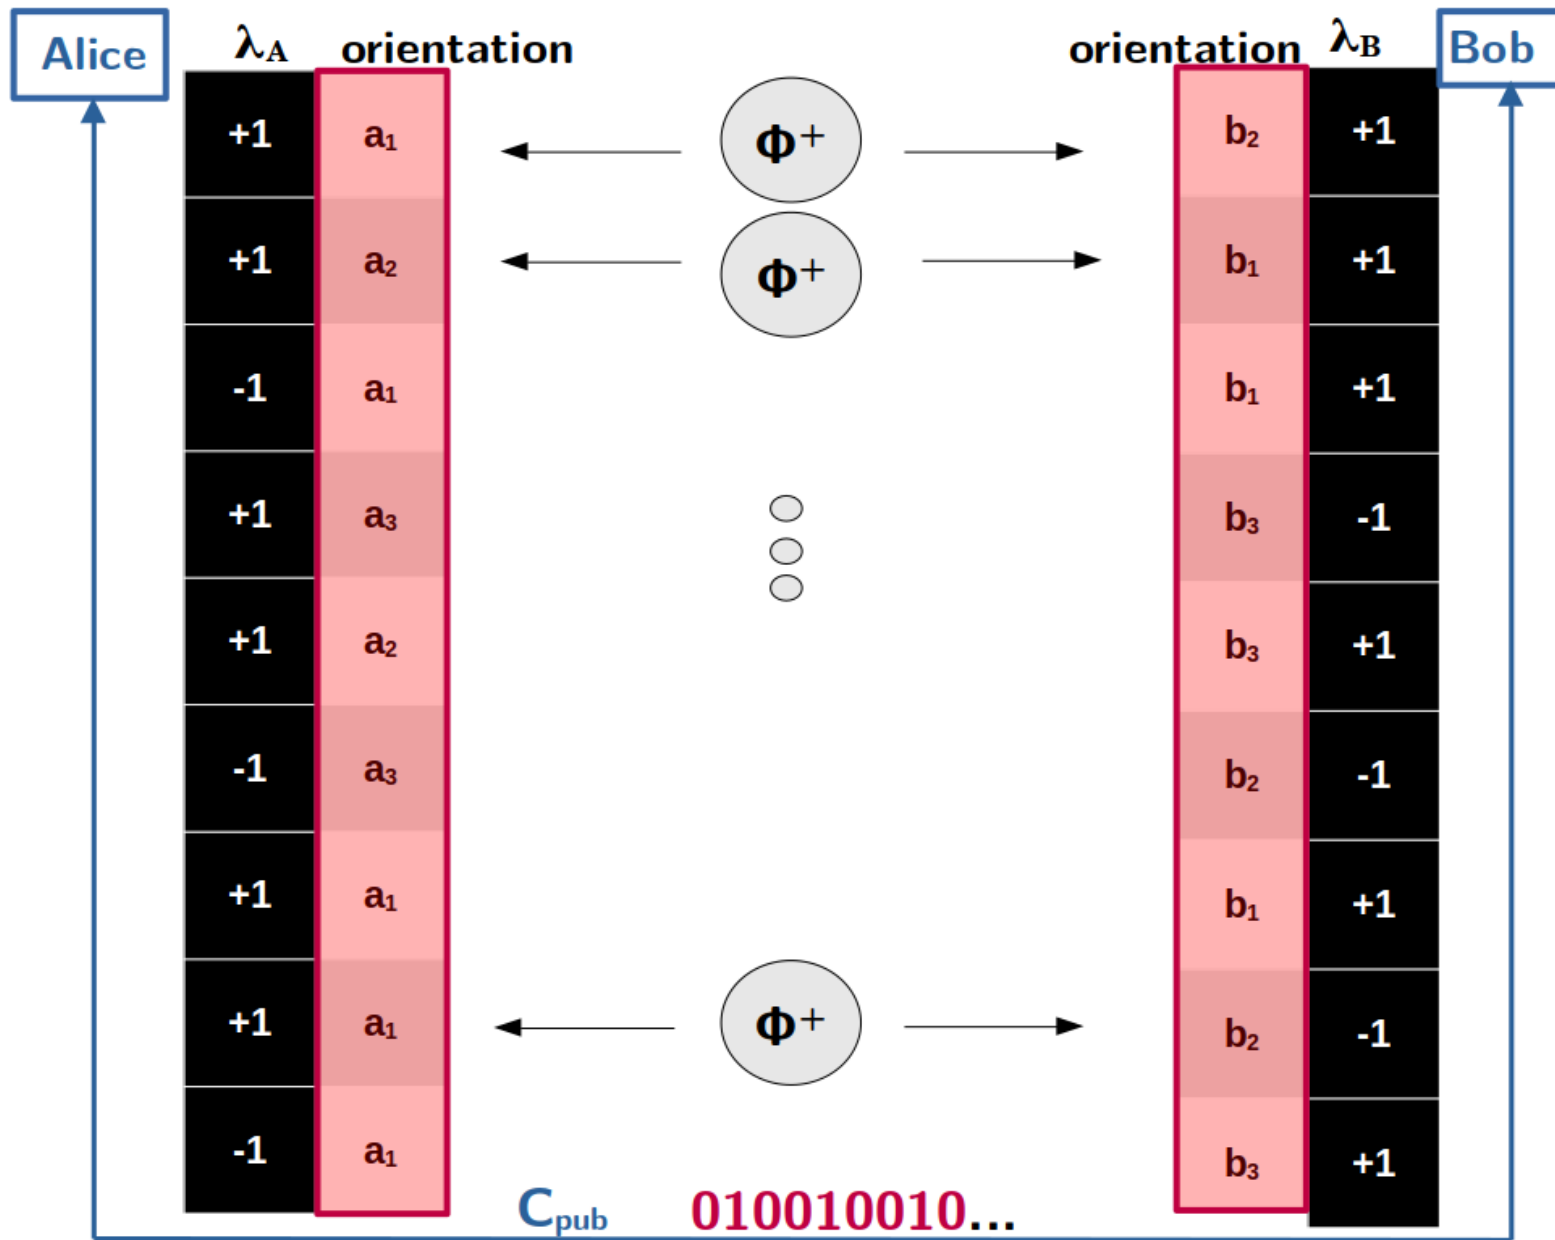 Alice λA orientation orientation λB Bob
+1 a1 Φ+ b2 +1
+1 a2 Φ+ b1 +1
-1 a1 b1 +1
+1 a3 b3 -1
+1 a2 b3 +1
-1 a3 b2 -1
+1 a1 b1 +1
+1 a1 Φ+ b2 -1
-1 a1 b3 +1
Cpub 010010010...